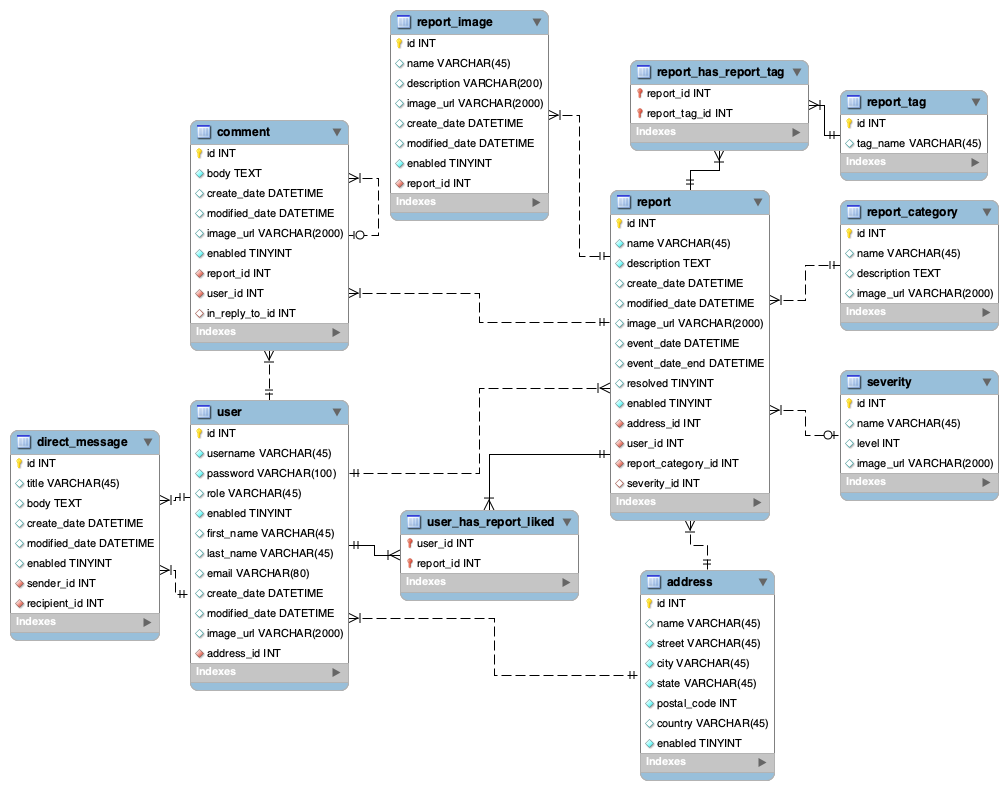 report_image
id INT
name VARCHAR(45)
description VARCHAR(200)
image_url VARCHAR(2000)
create_date DATETIME
modified_date DATETIME
enabled TINYINT
report_id INT
Indexes
report_has_report_tag
report_id INT
report_tag_id INT
Indexes
report_tag
id INT
tag_name VARCHAR(45)
Indexes
comment
id INT
body TEXT
create_date DATETIME
modified_date DATETIME
image_url VARCHAR(2000)
enabled TINYINT
report_id INT
user_id INT
in_reply_to_id INT
Indexes
report
id INT
name VARCHAR(45)
description TEXT
create_date DATETIME
modified_date DATETIME
image_url VARCHAR(2000)
event_date DATETIME
event_date_end DATETIME
resolved TINYINT
enabled TINYINT
address_id INT
user_id INT
report_category_id INT
severity_id INT
Indexes
report_category
id INT
name VARCHAR(45)
description TEXT
image_url VARCHAR(2000)
Indexes
severity
id INT
name VARCHAR(45)
level INT
image_url VARCHAR(2000)
Indexes
direct_message
id INT
title VARCHAR(45)
body TEXT
create_date DATETIME
modified_date DATETIME
enabled TINYINT
sender_id INT
recipient_id INT
Indexes
user
id INT
username VARCHAR(45)
password VARCHAR(100)
role VARCHAR(45)
enabled TINYINT
first_name VARCHAR(45)
last_name VARCHAR(45)
email VARCHAR(80)
create_date DATETIME
modified_date DATETIME
image_url VARCHAR(2000)
address_id INT
Indexes
user_has_report_liked
user_id INT
report_id INT
Indexes
address
id INT
name VARCHAR(45)
street VARCHAR(45)
city VARCHAR(45)
state VARCHAR(45)
postal_code INT
country VARCHAR(45)
enabled TINYINT
Indexes